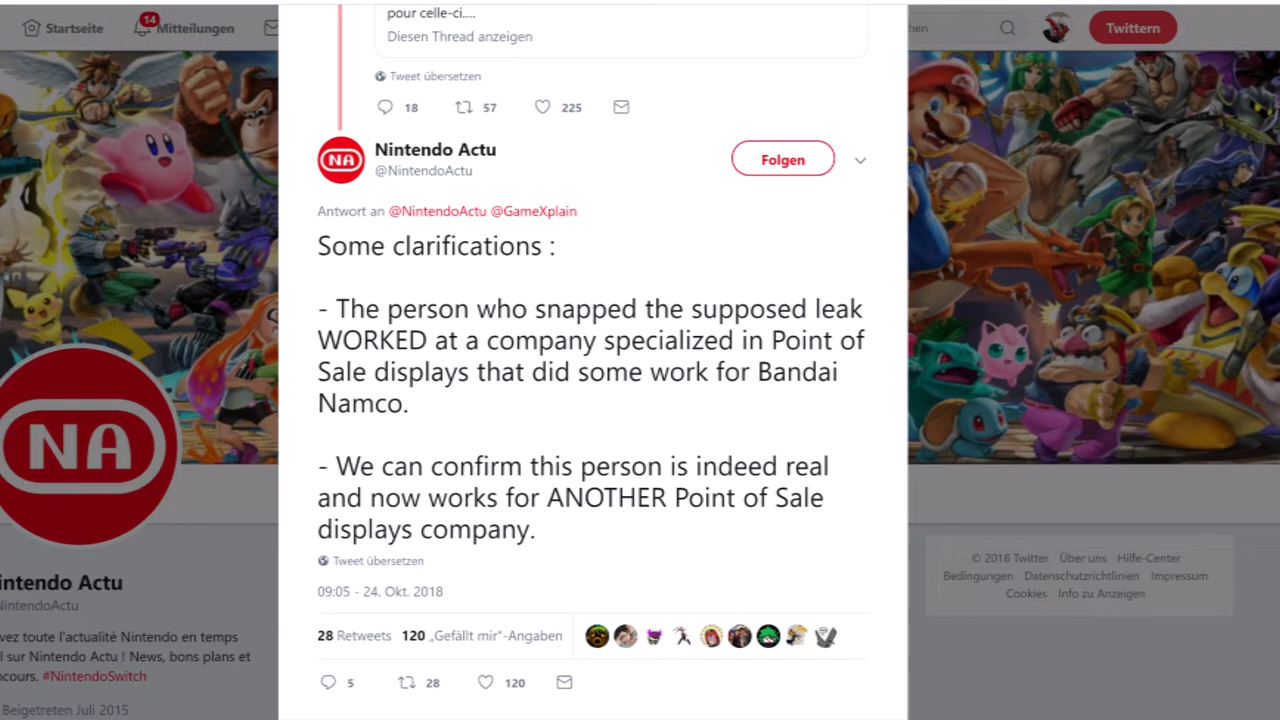 Startseite
14
Mitteilungen
hen
Twittern
pour celle-ci....
Diesen Thread anzeigen
Tweet übersetzen
18 57 225
NA
Nintendo Actu
@NintendoActu
Folgen
Antwort an @NintendoActu @GameXplain
Some clarifications :
- The person who snapped the supposed leak
WORKED at a company specialized in Point of
Sale displays that did some work for Bandai
Namco.
- We can confirm this person is indeed real
and now works for ANOTHER Point of Sale
displays company.
Tweet übersetzen
09:05 - 24. Okt. 2018
28 Retweets 120 „Gefällt mir"-Angaben
5 28 120
NA
intendo Actu
NintendoActu
vez toute l'actualité Nintendo en temps
l sur Nintendo Actu ! News, bons plans et
ncours. #NintendoSwitch
Beigetreten Juli 2015
© 2018 Twitter Über uns Hilfe-Center
Bedingungen Datenschutzrichtlinien Impressum
Cookies Info zu Anzeigen